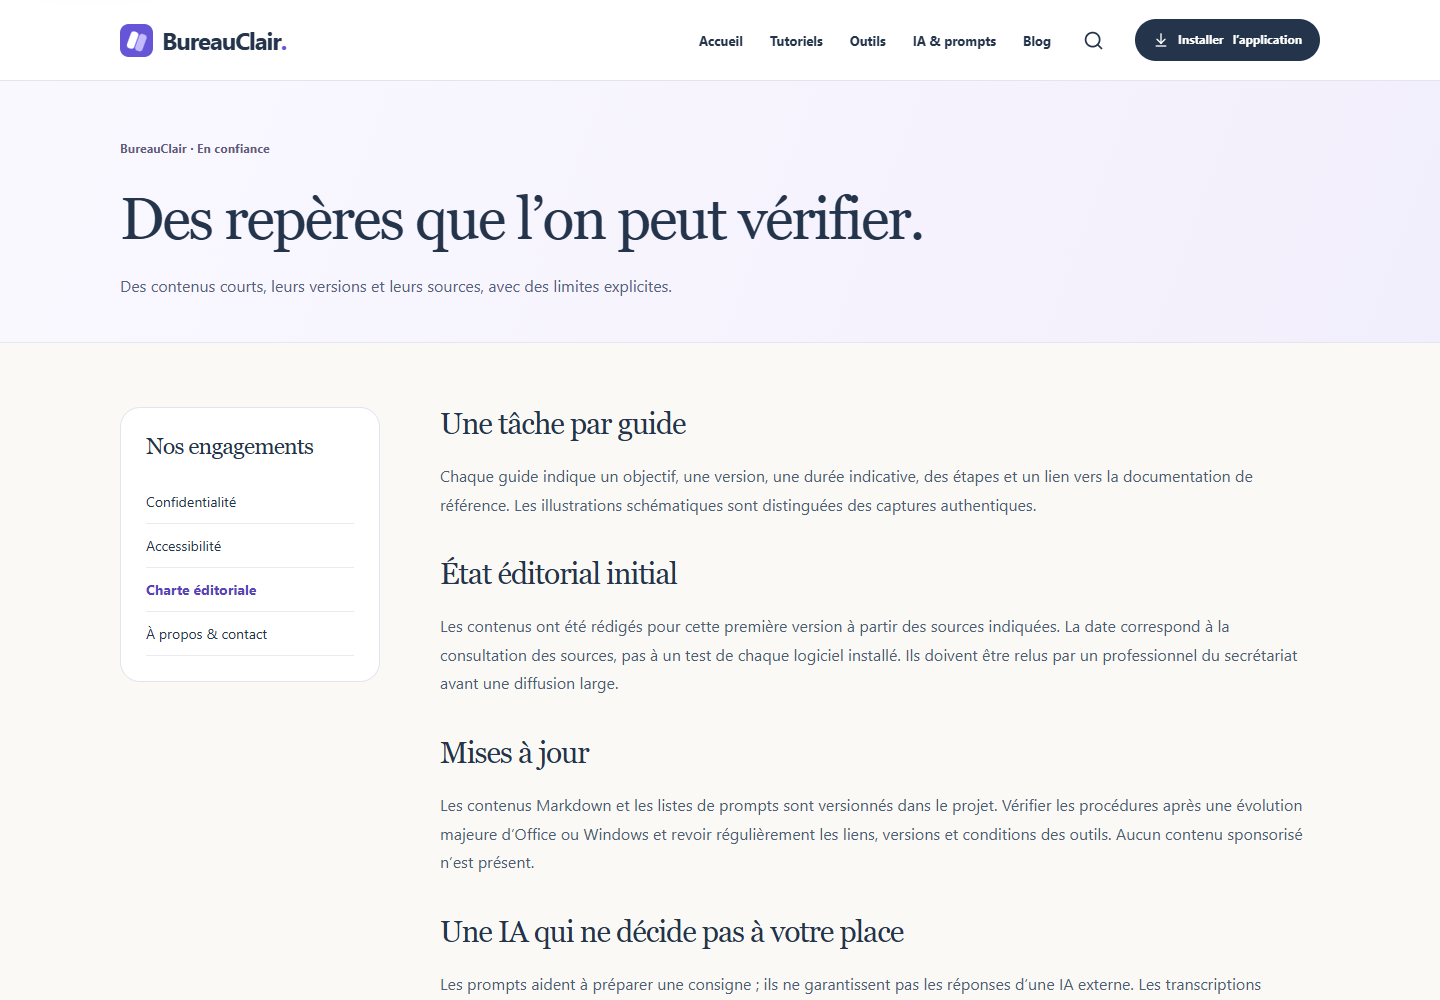 BureauClair.
Accueil
Tutoriels
Outils
IA & prompts
Blog
Installer l’application
BureauClair · En confiance
Des repères que l’on peut vérifier.
Des contenus courts, leurs versions et leurs sources, avec des limites explicites.
Nos engagements
Confidentialité
Accessibilité
Charte éditoriale
À propos & contact
Une tâche par guide
Chaque guide indique un objectif, une version, une durée indicative, des étapes et un lien vers la documentation de
référence. Les illustrations schématiques sont distinguées des captures authentiques.
État éditorial initial
Les contenus ont été rédigés pour cette première version à partir des sources indiquées. La date correspond à la
consultation des sources, pas à un test de chaque logiciel installé. Ils doivent être relus par un professionnel du secrétariat
avant une diffusion large.
Mises à jour
Les contenus Markdown et les listes de prompts sont versionnés dans le projet. Vérifier les procédures après une évolution
majeure d’Office ou Windows et revoir régulièrement les liens, versions et conditions des outils. Aucun contenu sponsorisé
n’est présent.
Une IA qui ne décide pas à votre place
Les prompts aident à préparer une consigne ; ils ne garantissent pas les réponses d’une IA externe. Les transcriptions